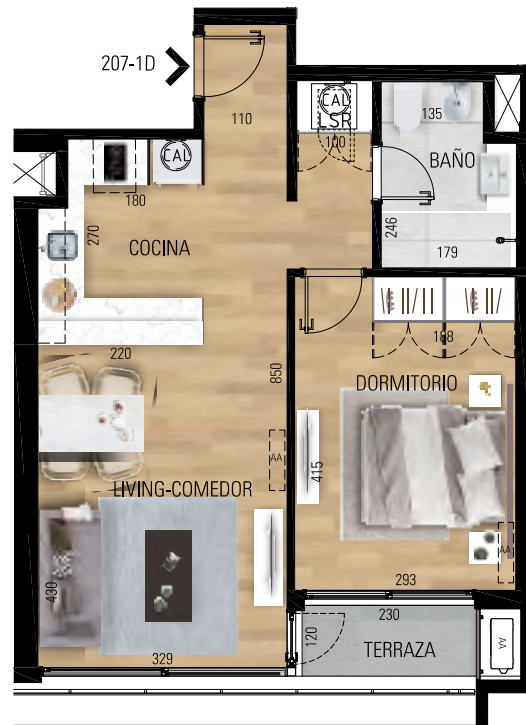 207-1D
110
CAL
LSR
100
135
BAÑO
246
179
CAL
180
270
COCINA
220
850
188
DORMITORIO
AA
415
LIVING-COMEDOR
AA
430
293
329
120
230
TERRAZA
AA